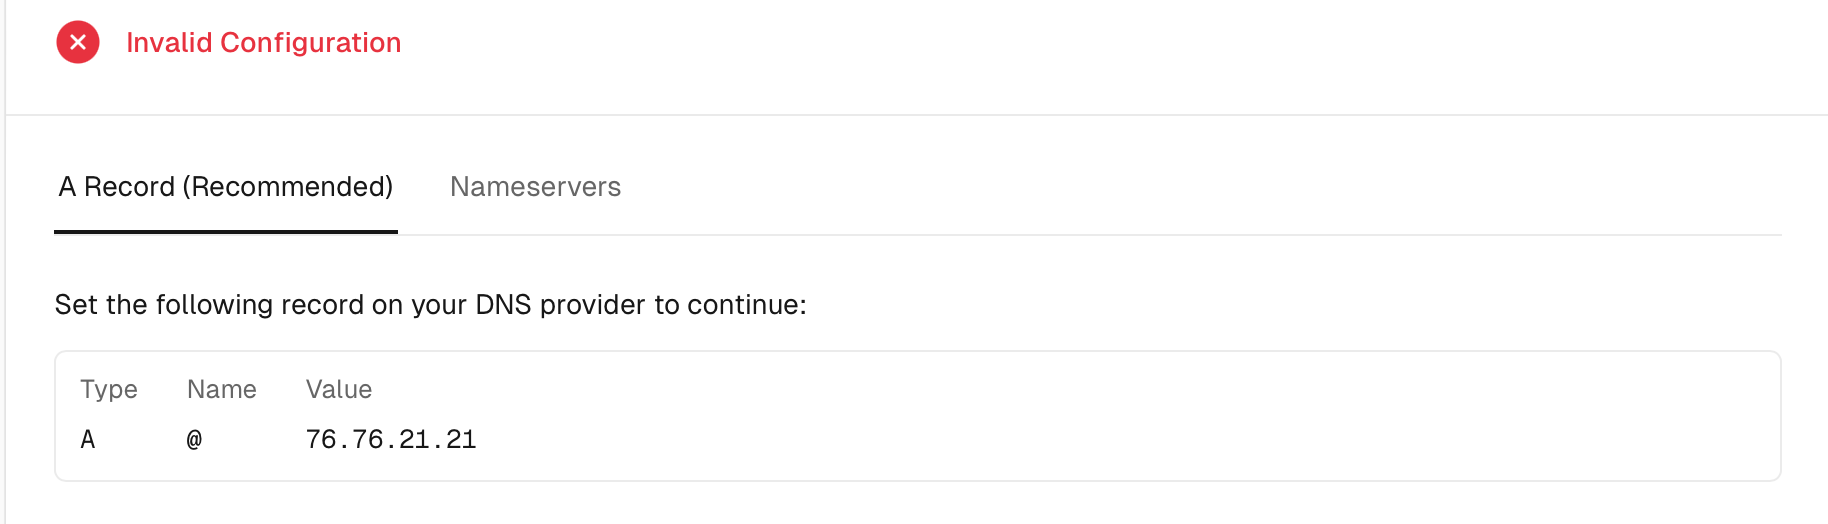 Invalid Configuration
A Record (Recommended) Nameservers
Set the following record on your DNS provider to continue:
Type Name Value
A @ 76.76.21.21